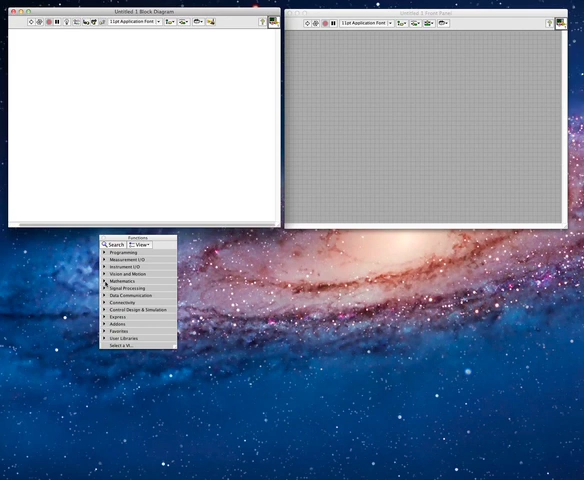 Untitled 1 Block Diagram
11pt Application Font
Untitled 1 Front Panel
11pt Application Font
Functions
Search
View
Programming
Measurement I/O
Instrument I/O
Vision and Motion
Mathematics
Signal Processing
Data Communication
Connectivity
Control Design & Simulation
Express
Addons
Favorites
User Libraries
Select a VI...